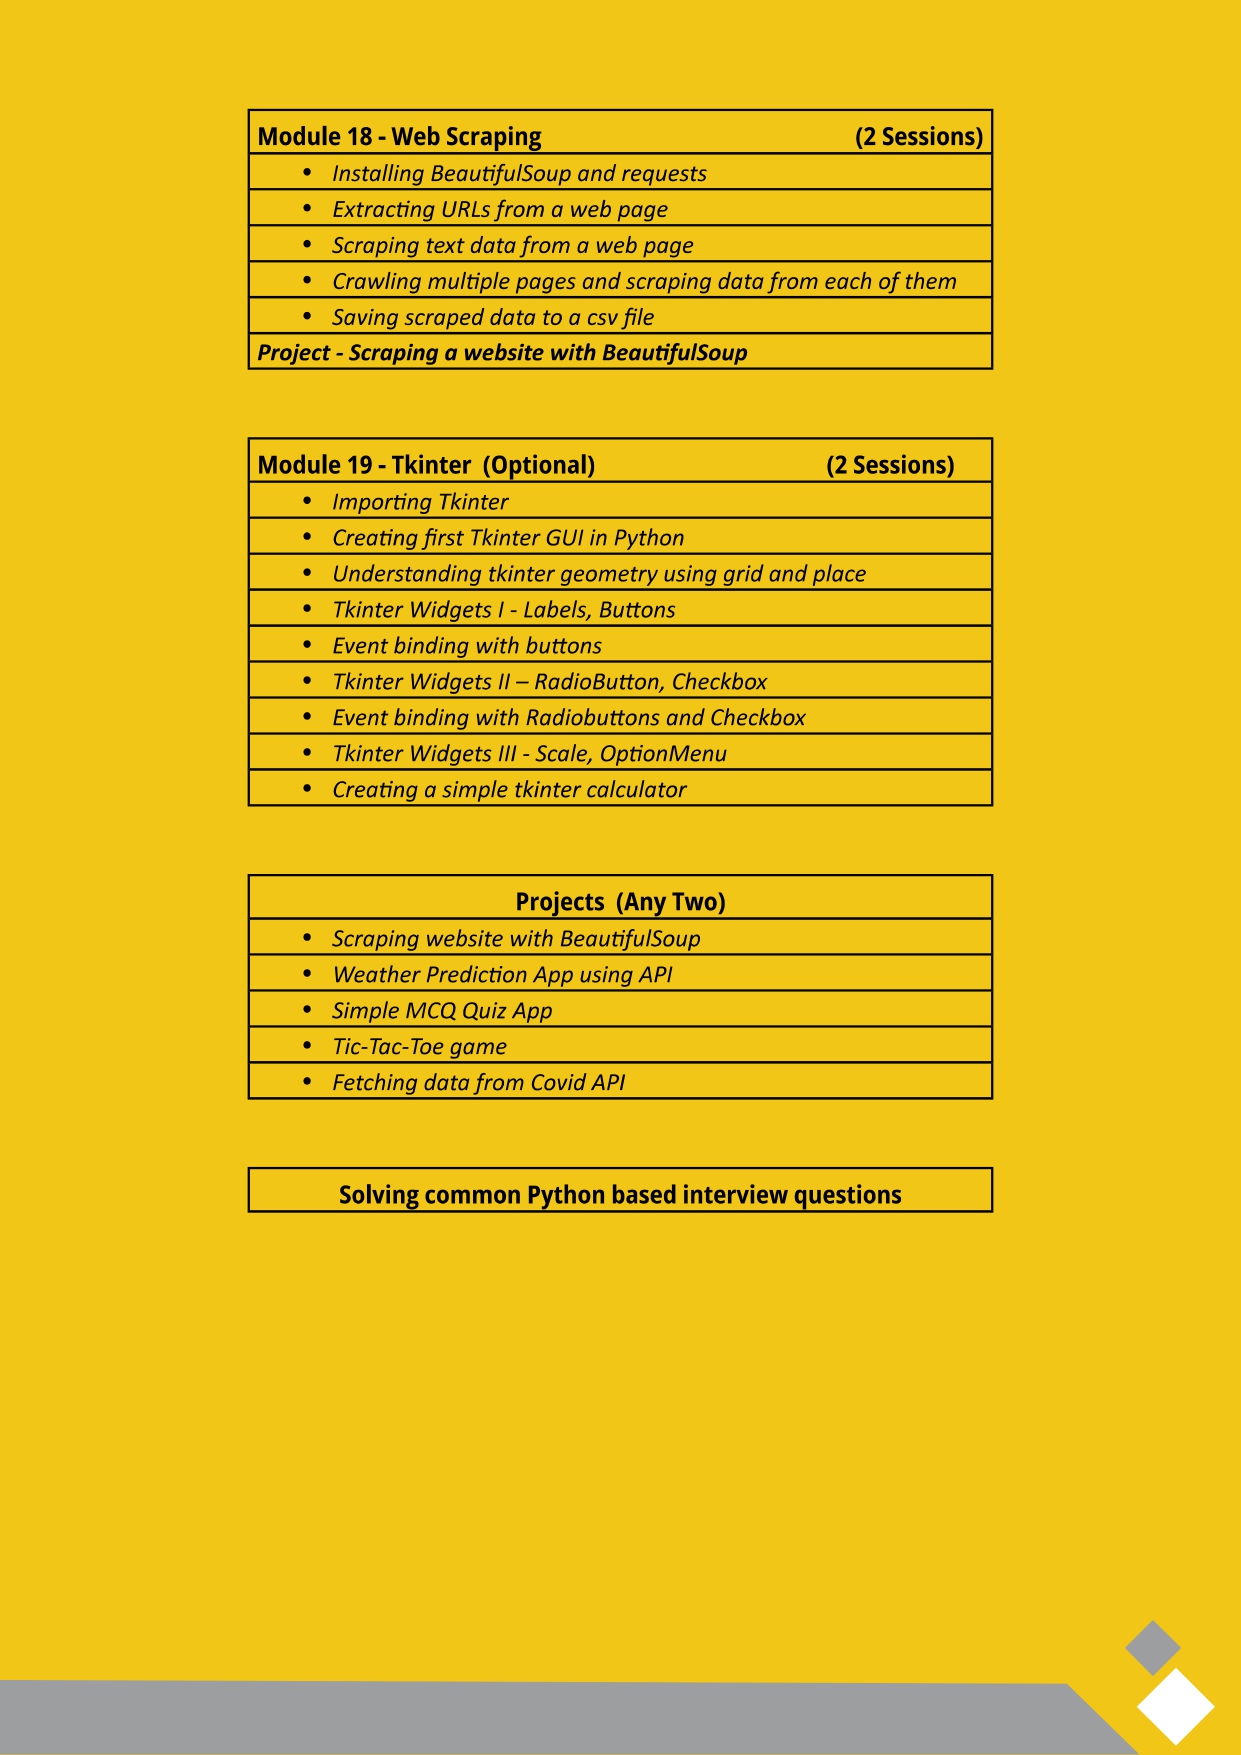 Module 18 - Web Scraping (2 Sessions)
• Installing BeautifulSoup and requests
• Extracting URLs from a web page
• Scraping text data from a web page
• Crawling multiple pages and scraping data from each of them
• Saving scraped data to a csv file
Project - Scraping a website with BeautifulSoup
Module 19 - Tkinter (Optional) (2 Sessions)
• Importing Tkinter
• Creating first Tkinter GUI in Python
• Understanding tkinter geometry using grid and place
• Tkinter Widgets I - Labels, Buttons
• Event binding with buttons
• Tkinter Widgets II – RadioButton, Checkbox
• Event binding with Radiobuttons and Checkbox
• Tkinter Widgets III - Scale, OptionMenu
• Creating a simple tkinter calculator
Projects (Any Two)
• Scraping website with BeautifulSoup
• Weather Prediction App using API
• Simple MCQ Quiz App
• Tic-Tac-Toe game
• Fetching data from Covid API
Solving common Python based interview questions